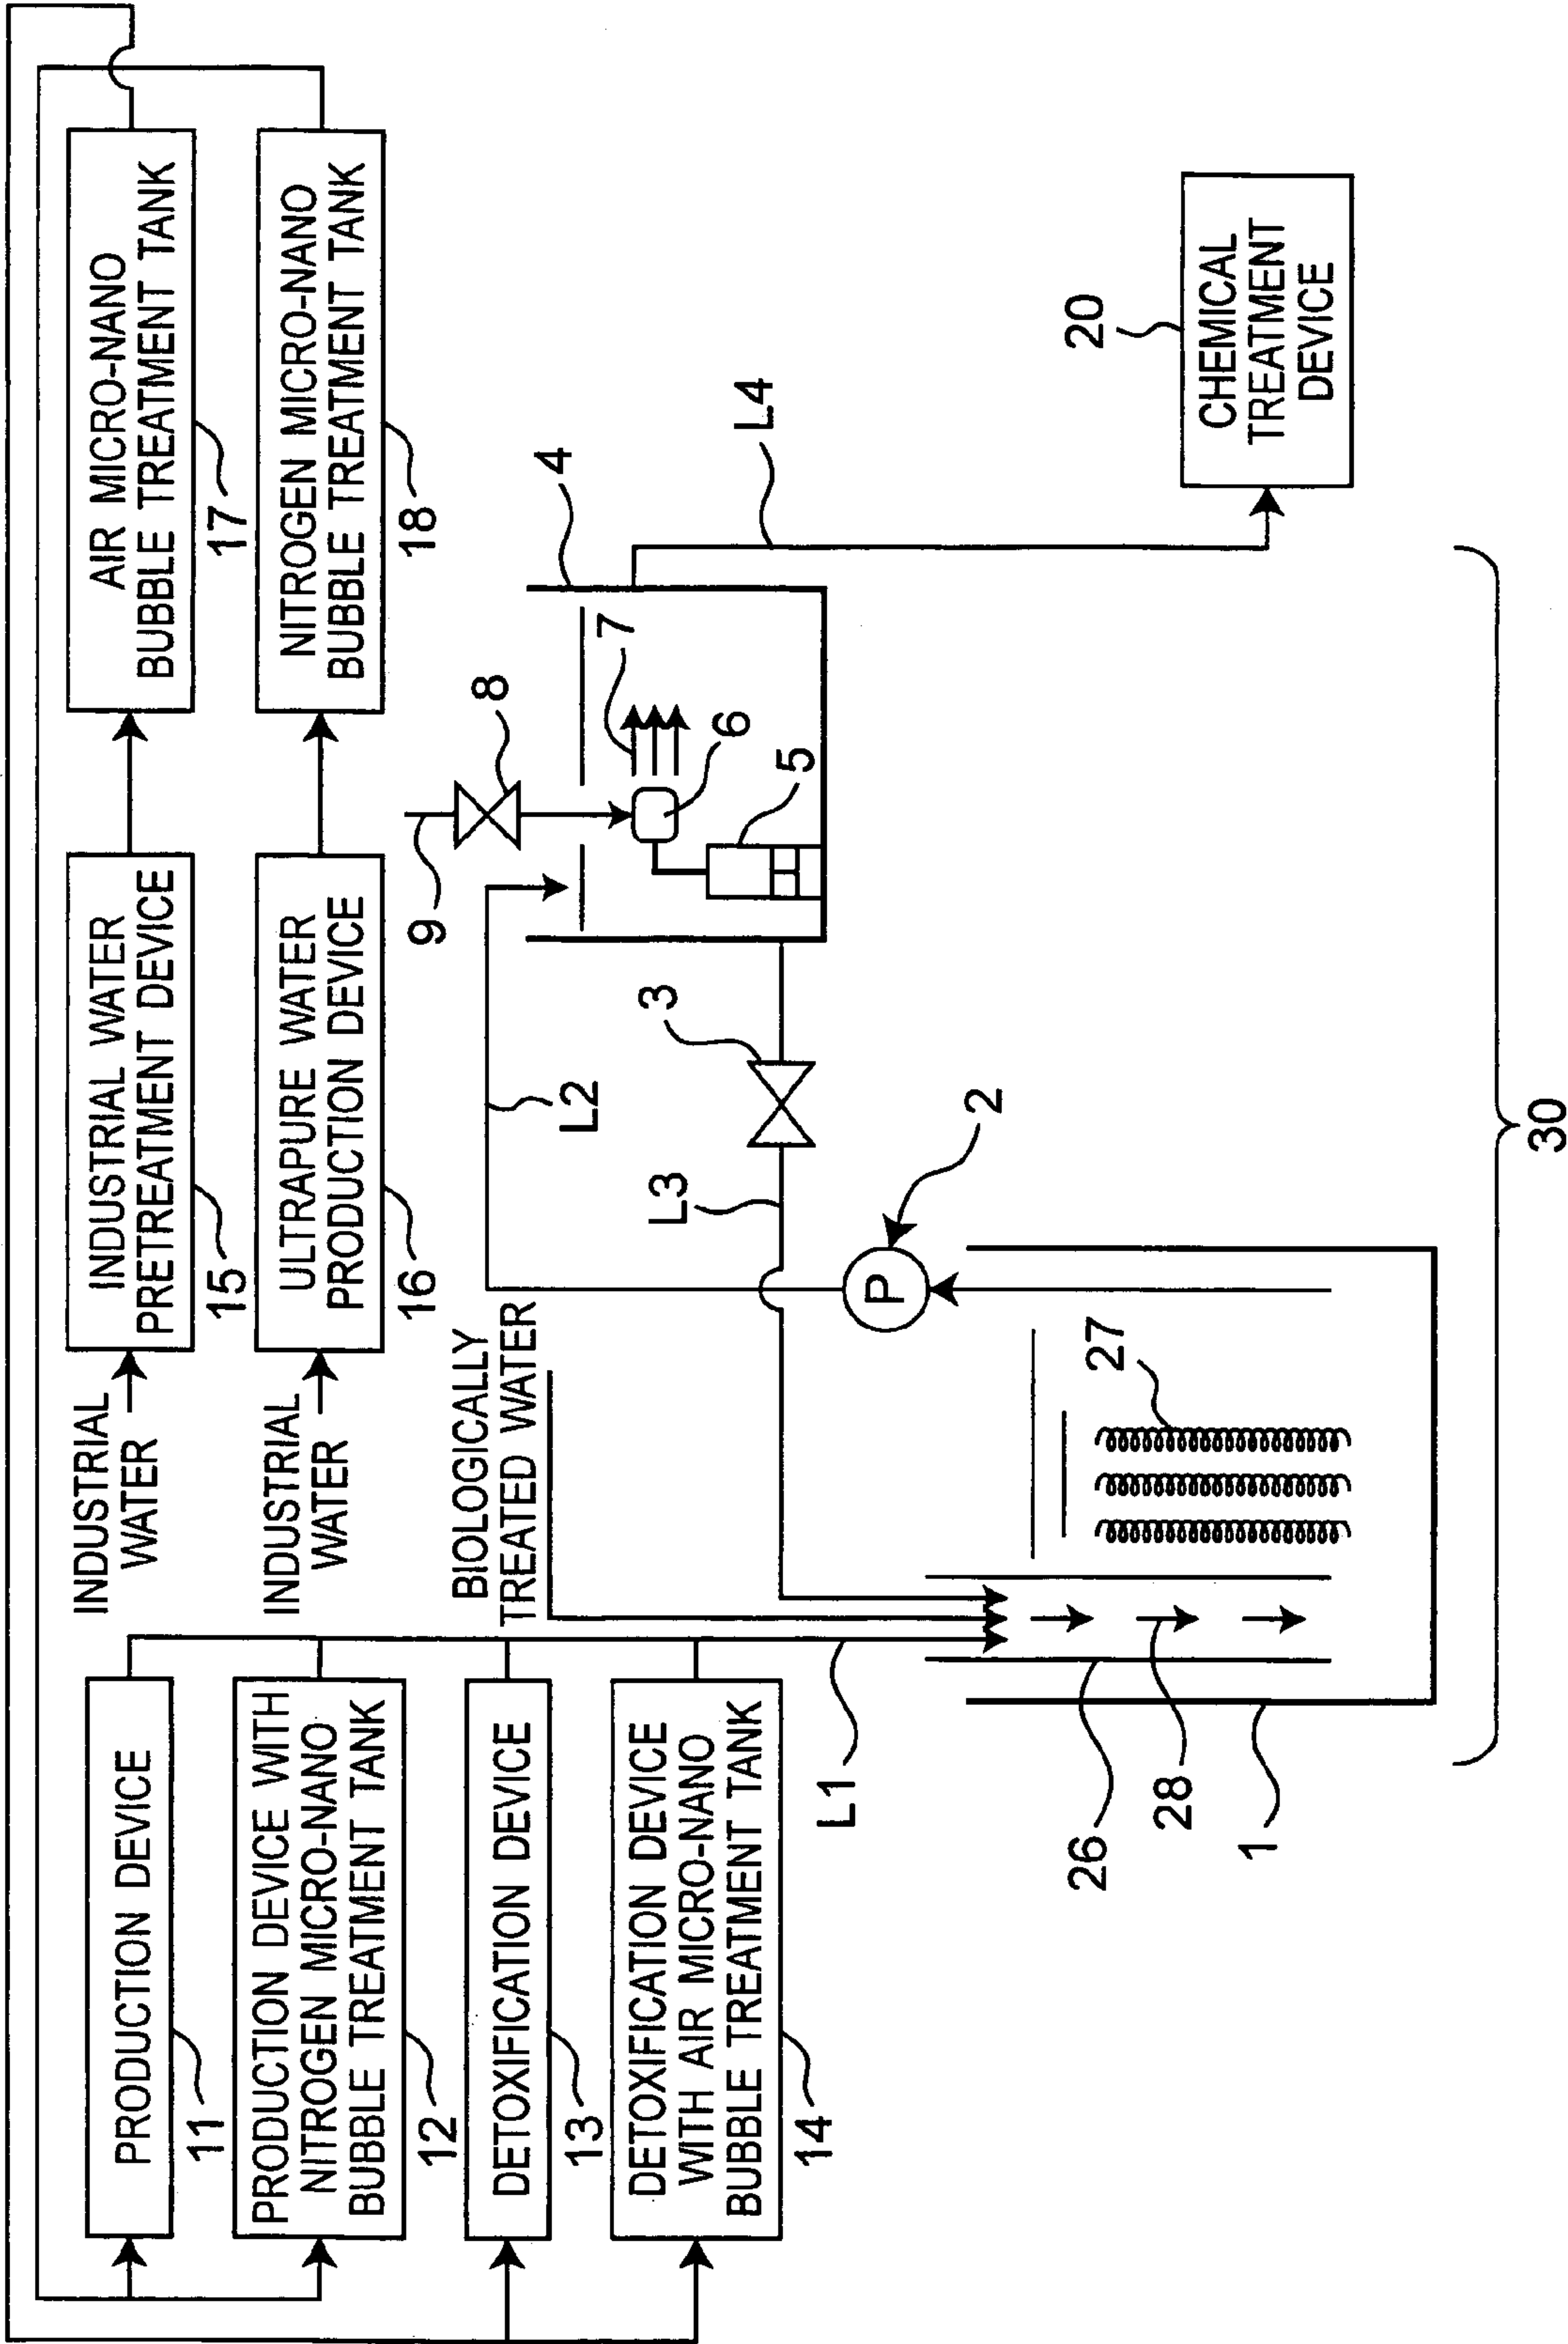 PRODUCTION DEVICE
11
PRODUCTION DEVICE WITH
NITROGEN MICRO-NANO
BUBBLE TREATMENT TANK
12
DETOXIFICATION DEVICE
13
DETOXIFICATION DEVICE
WITH AIR MICRO-NANO
BUBBLE TREATMENT TANK
14
INDUSTRIAL
WATER
INDUSTRIAL WATER
PRETREATMENT DEVICE
15
AIR MICRO-NANO
BUBBLE TREATMENT TANK
17
INDUSTRIAL
WATER
ULTRAPURE WATER
PRODUCTION DEVICE
16
NITROGEN MICRO-NANO
BUBBLE TREATMENT TANK
18
BIOLOGICALLY
TREATED WATER
9
8
4
7
6
5
L2
3
L3
L4
2
P
L1
26
28
1
27
20
CHEMICAL
TREATMENT
DEVICE
30